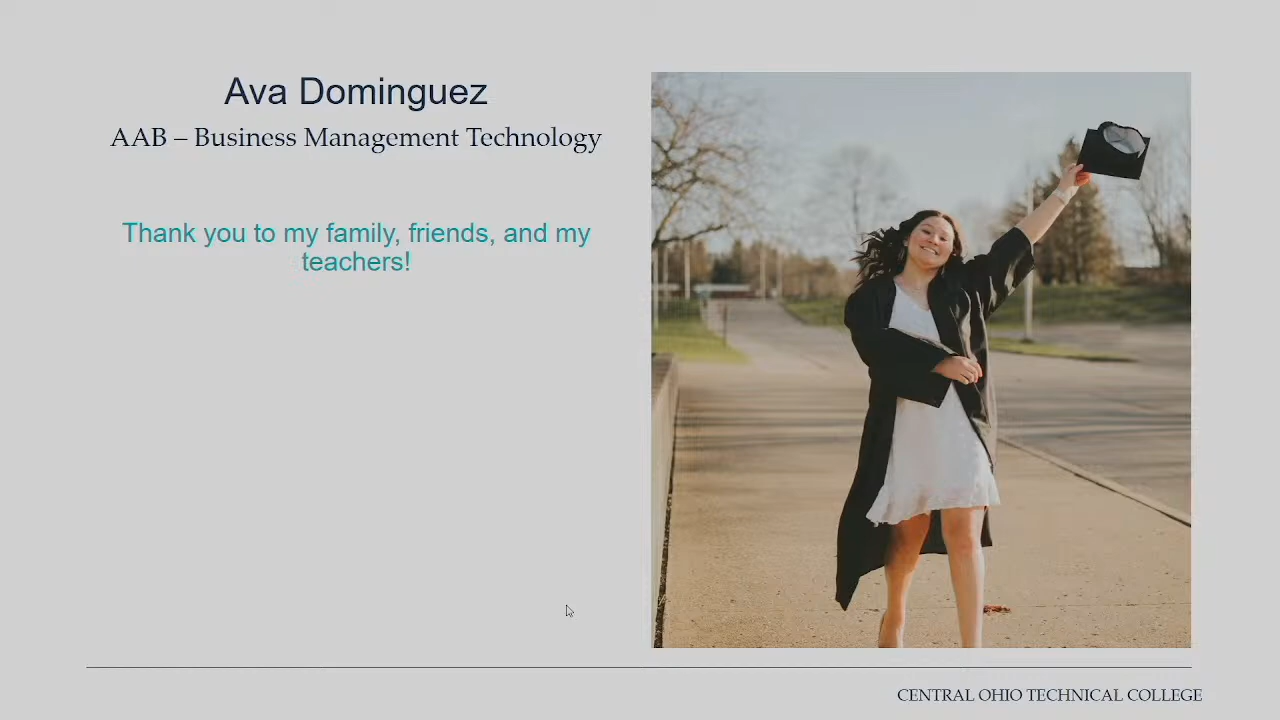 Ava Dominguez
AAB – Business Management Technology
Thank you to my family, friends, and my
teachers!
CENTRAL OHIO TECHNICAL COLLEGE